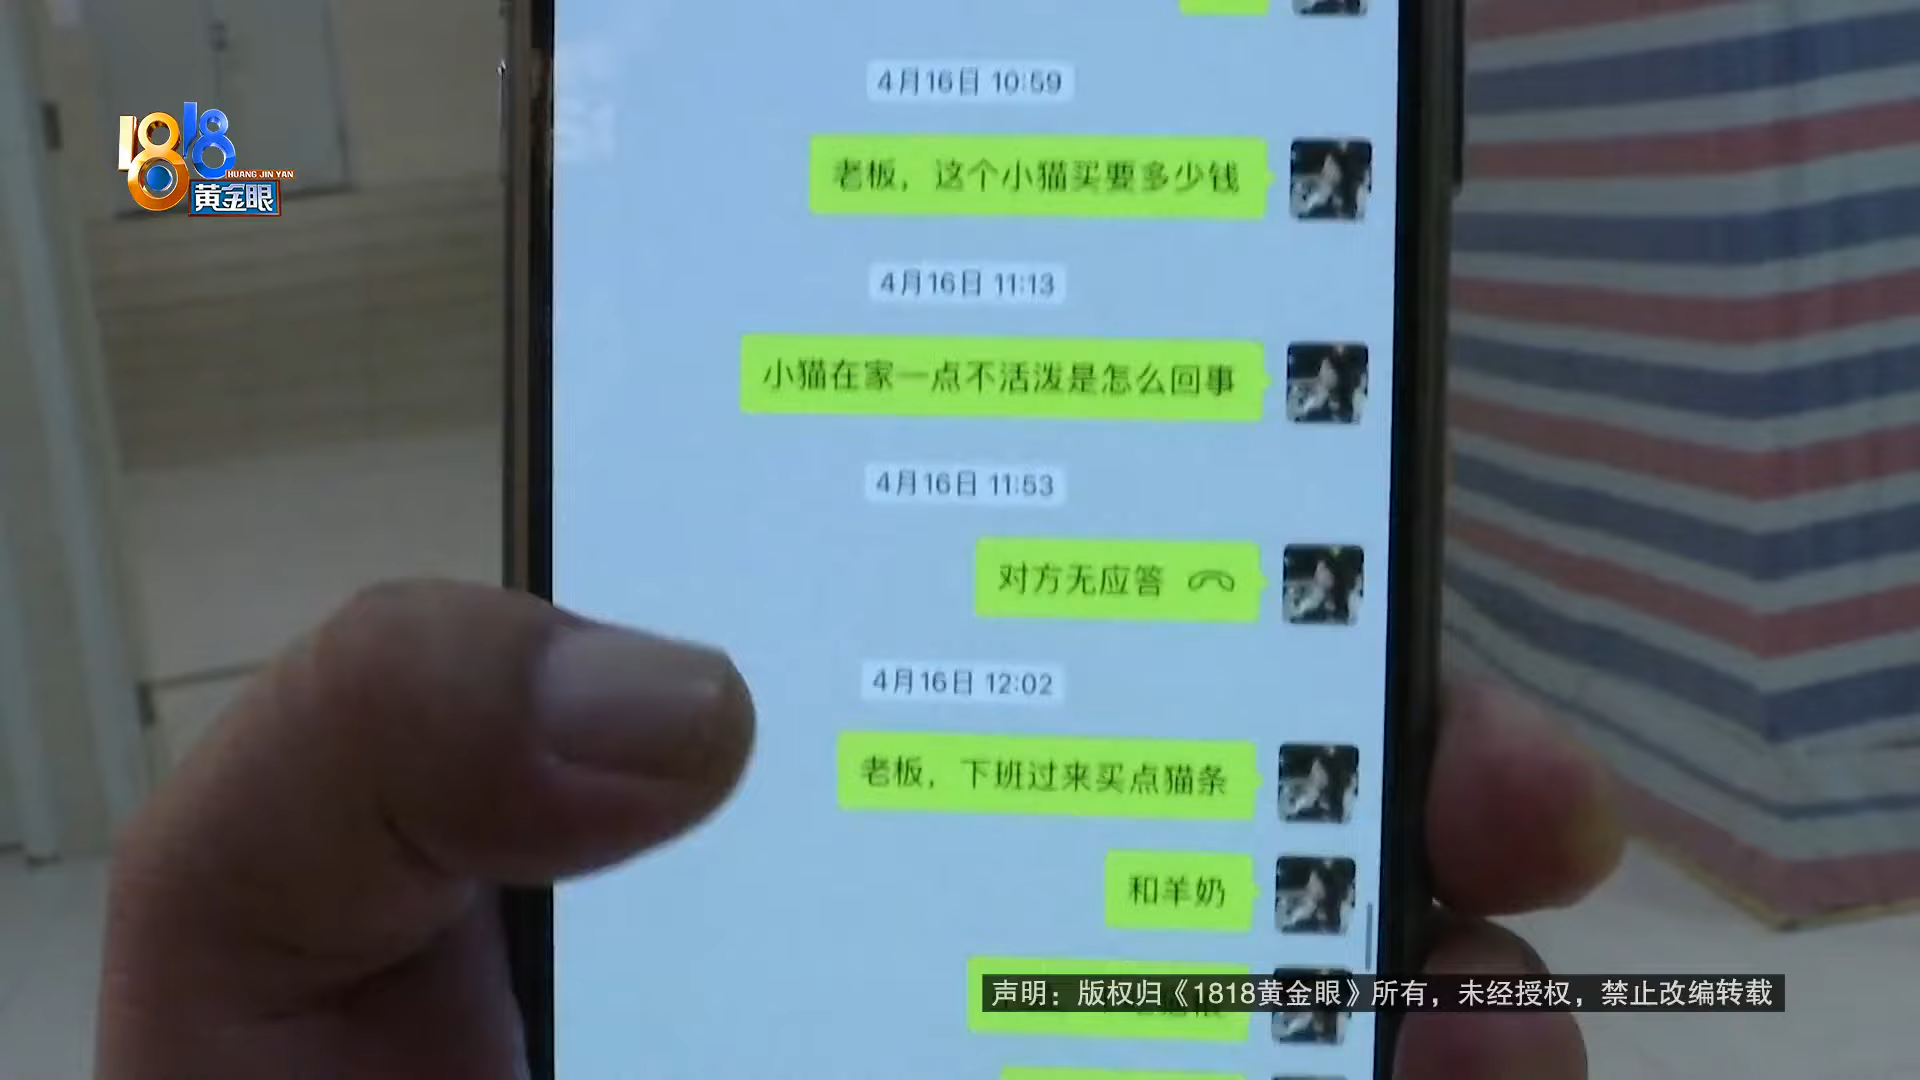 1818
HUANG JIN YAN
黄金眼
4月16日 10:59
老板，这个小猫买要多少钱
4月16日 11:13
小猫在家一点不活泼是怎么回事
4月16日 11:53
对方无应答
4月16日 12:02
老板，下班过来买点猫条
和羊奶
声明：版权归《1818黄金眼》所有，未经授权，禁止改编转载